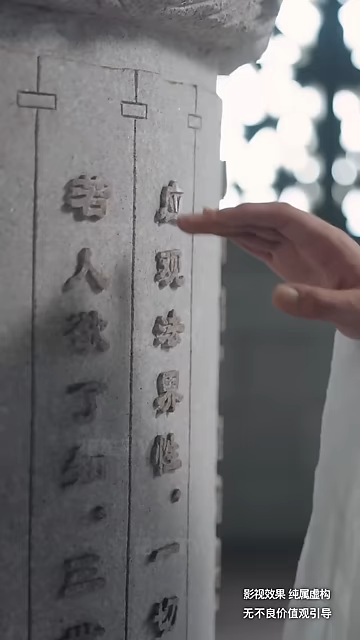 若人欲了知·三世
应观法界性·一切
影视效果 纯属虚构
无不良价值观引导